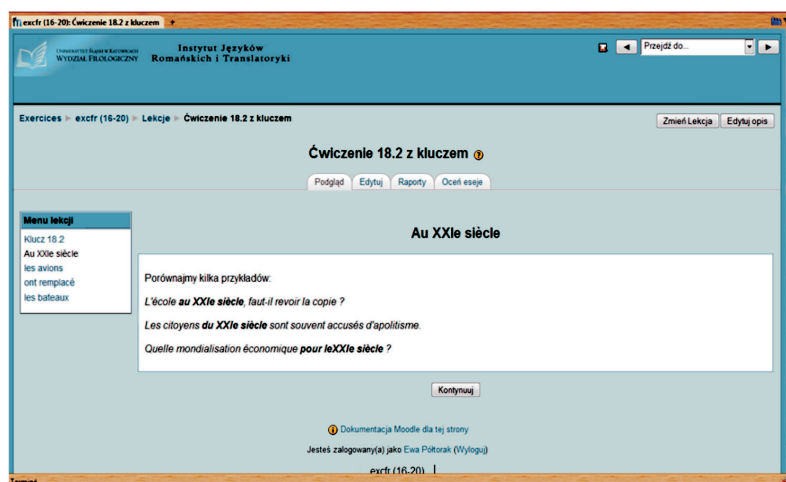 excfr (16-20): Ćwiczenie 18.2 z kluczem +
Uniwersytet Śląski w Katowicach
Wydział Filologiczny
Instytut Języków
Romańskich i Translatoryki
Przejdź do...
Exercices ► excfr (16-20) ► Lekcje ► Ćwiczenie 18.2 z kluczem
Zmień Lekcja Edytuj opis
Ćwiczenie 18.2 z kluczem
Podgląd Edytuj Raporty Oceń eseje
Menu lekcji
Klucz 18.2
Au XXIe siècle
les avions
ont remplacé
les bateaux
Au XXIe siècle
Porównajmy kilka przykładów:
L'école au XXIe siècle, faut-il revoir la copie ?
Les citoyens du XXIe siècle sont souvent accusés d'apolitisme.
Quelle mondialisation économique pour leXXIe siècle ?
Kontynuuj
Dokumentacja Moodle dla tej strony
Jesteś zalogowany(a) jako Ewa Półtorak (Wyloguj)
excfr (16-20)